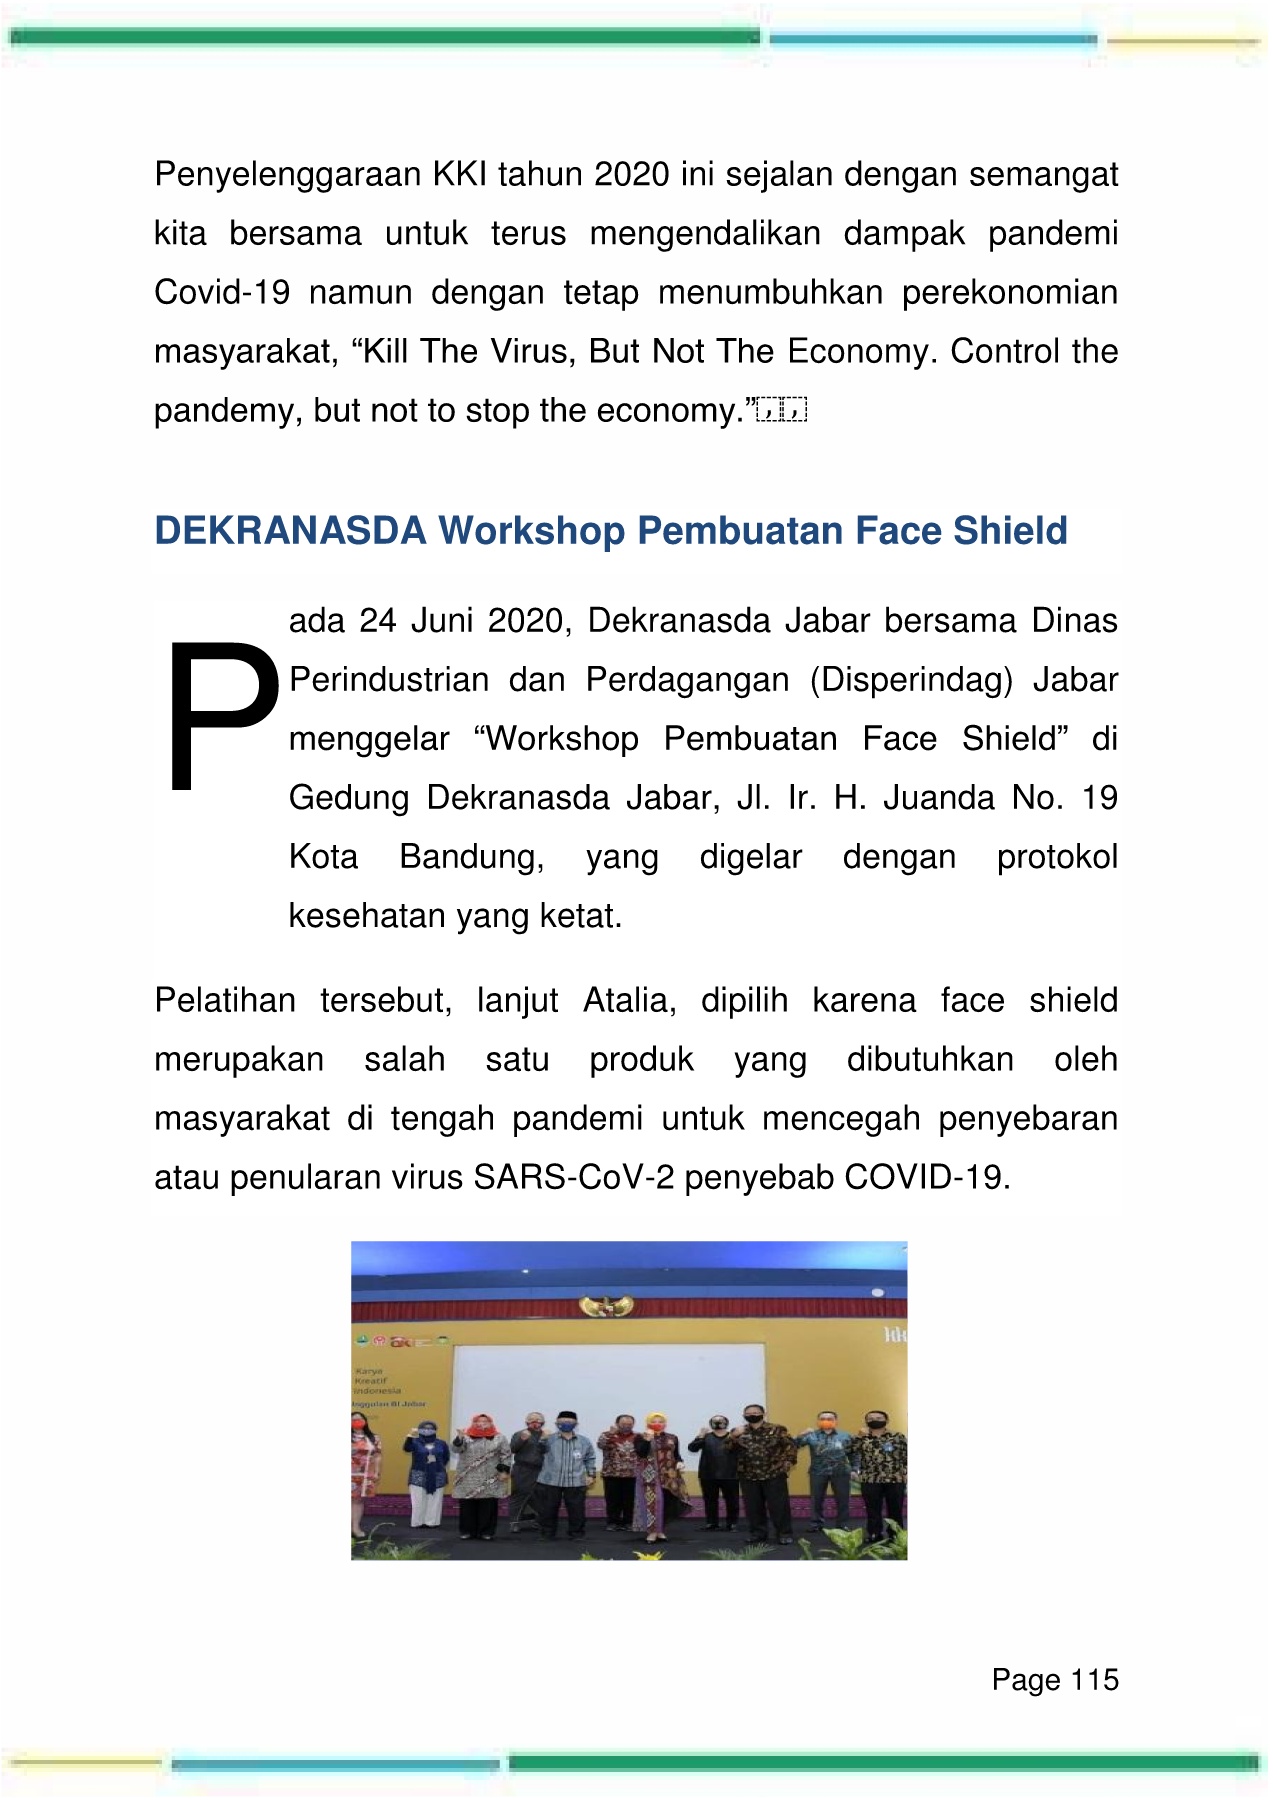 Penyelenggaraan KKI tahun 2020 ini sejalan dengan semangat
kita bersama untuk terus mengendalikan dampak pandemi
Covid-19 namun dengan tetap menumbuhkan perekonomian
masyarakat, “Kill The Virus, But Not The Economy. Control the
pandemy, but not to stop the economy.”
DEKRANASDA Workshop Pembuatan Face Shield
Pada 24 Juni 2020, Dekranasda Jabar bersama Dinas
Perindustrian dan Perdagangan (Disperindag) Jabar
menggelar “Workshop Pembuatan Face Shield” di
Gedung Dekranasda Jabar, Jl. Ir. H. Juanda No. 19
Kota Bandung, yang digelar dengan protokol
kesehatan yang ketat.
Pelatihan tersebut, lanjut Atalia, dipilih karena face shield
merupakan salah satu produk yang dibutuhkan oleh
masyarakat di tengah pandemi untuk mencegah penyebaran
atau penularan virus SARS-CoV-2 penyebab COVID-19.
kk
Karya
Kreatif
Indonesia
nggulan BI Jabar
Page 115